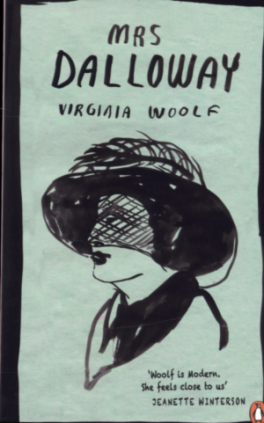 MRS
DALLOWAY
VIRGINIA WOOLF
'Woolf is Modern.
She feels close to us'
JEANETTE WINTERSON